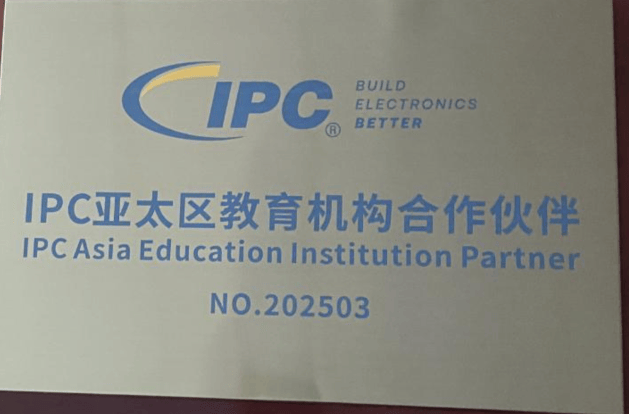 IPC®
BUILD
ELECTRONICS
BETTER
IPC亚太区教育机构合作伙伴
IPC Asia Education Institution Partner
NO.202503